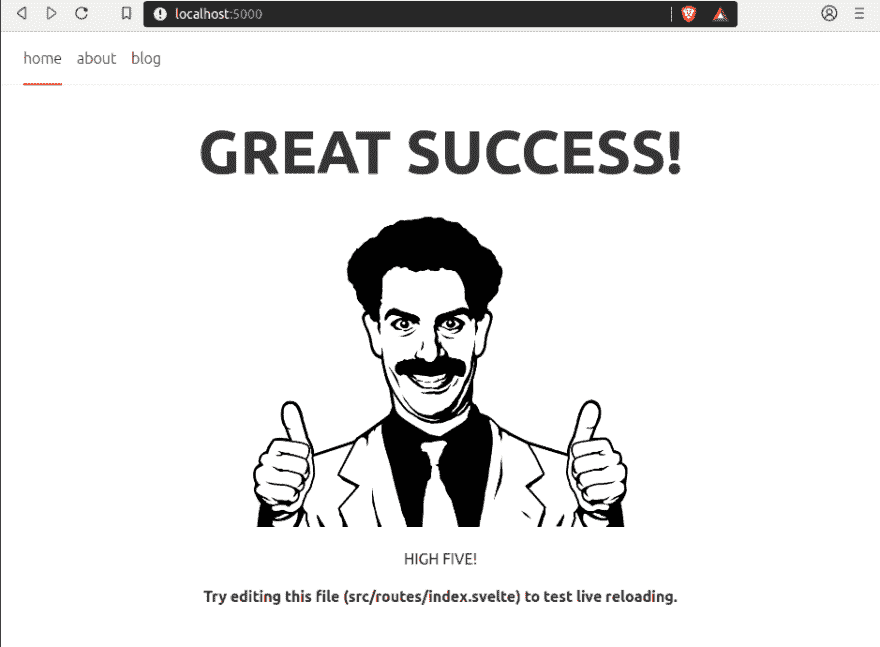 localhost:5000
home about blog
GREAT SUCCESS!
HIGH FIVE!
Try editing this file (src/routes/index.svelte) to test live reloading.